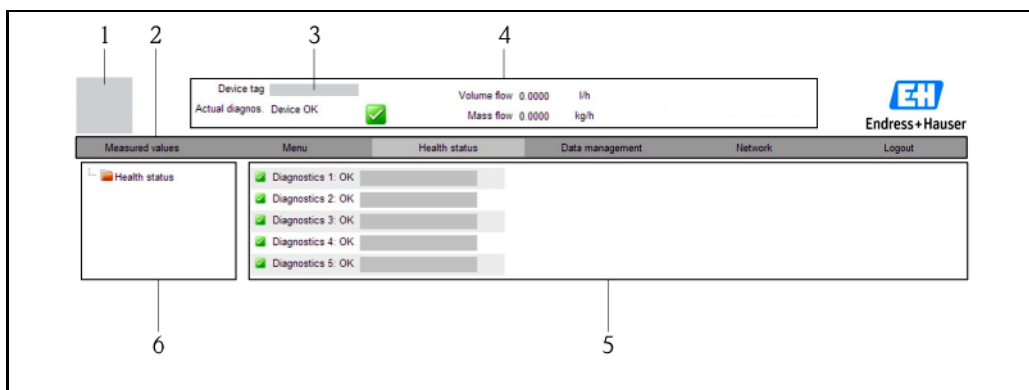 1 2 3 4
Device tag
Actual diagnos. Device OK
Volume flow 0.0000 l/h
Mass flow 0.0000 kg/h
E+H
Endress+Hauser
Measured values Menu Health status Data management Network Logout
Health status
Diagnostics 1: OK
Diagnostics 2: OK
Diagnostics 3: OK
Diagnostics 4: OK
Diagnostics 5: OK
6 5